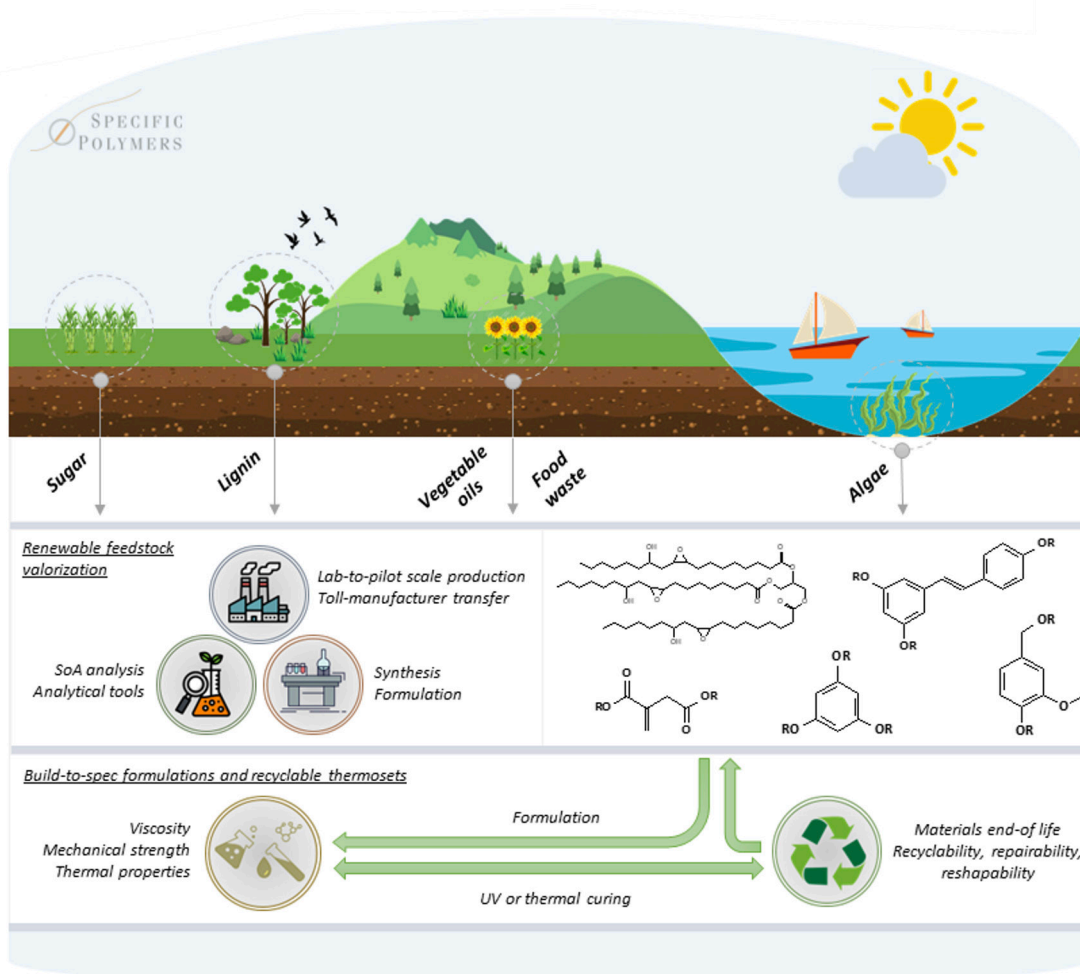 SPECIFIC
POLYMERS
Sugar
Lignin
Vegetable
oils
Food
waste
Algae
Renewable feedstock
valorization
Lab-to-pilot scale production
Toll-manufacturer transfer
SoA analysis
Analytical tools
Synthesis
Formulation
OH
O
O
O
O
O
O
OH
O
O
O
OH
O
OR
RO
OR
OR
O
OR
RO
O
OR
RO
OR
OR
O
OR
Build-to-spec formulations and recyclable thermosets
Viscosity
Mechanical strength
Thermal properties
Formulation
UV or thermal curing
Materials end-of life
Recyclability, repairability,
reshapability